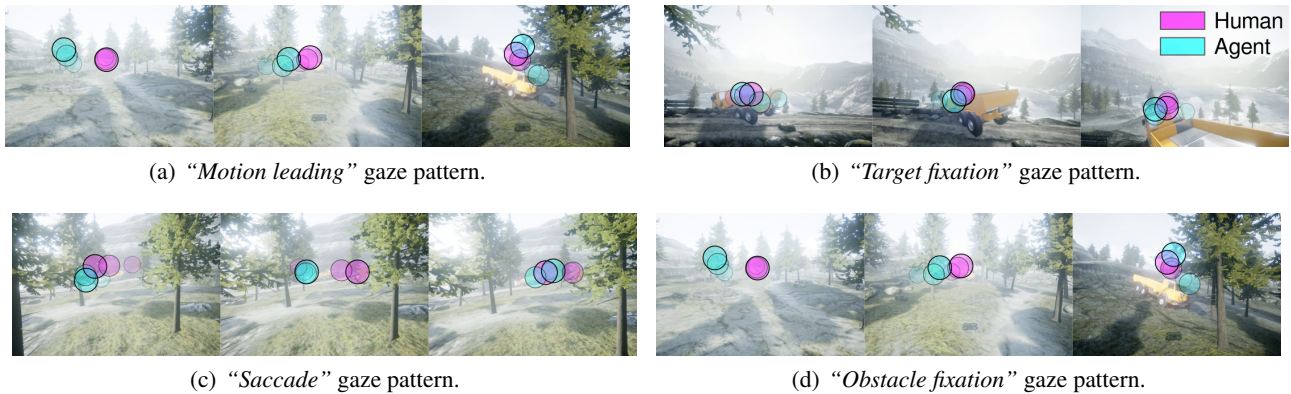 Human
Agent
(a) “Motion leading” gaze pattern.
(b) “Target fixation” gaze pattern.
(c) “Saccade” gaze pattern.
(d) “Obstacle fixation” gaze pattern.